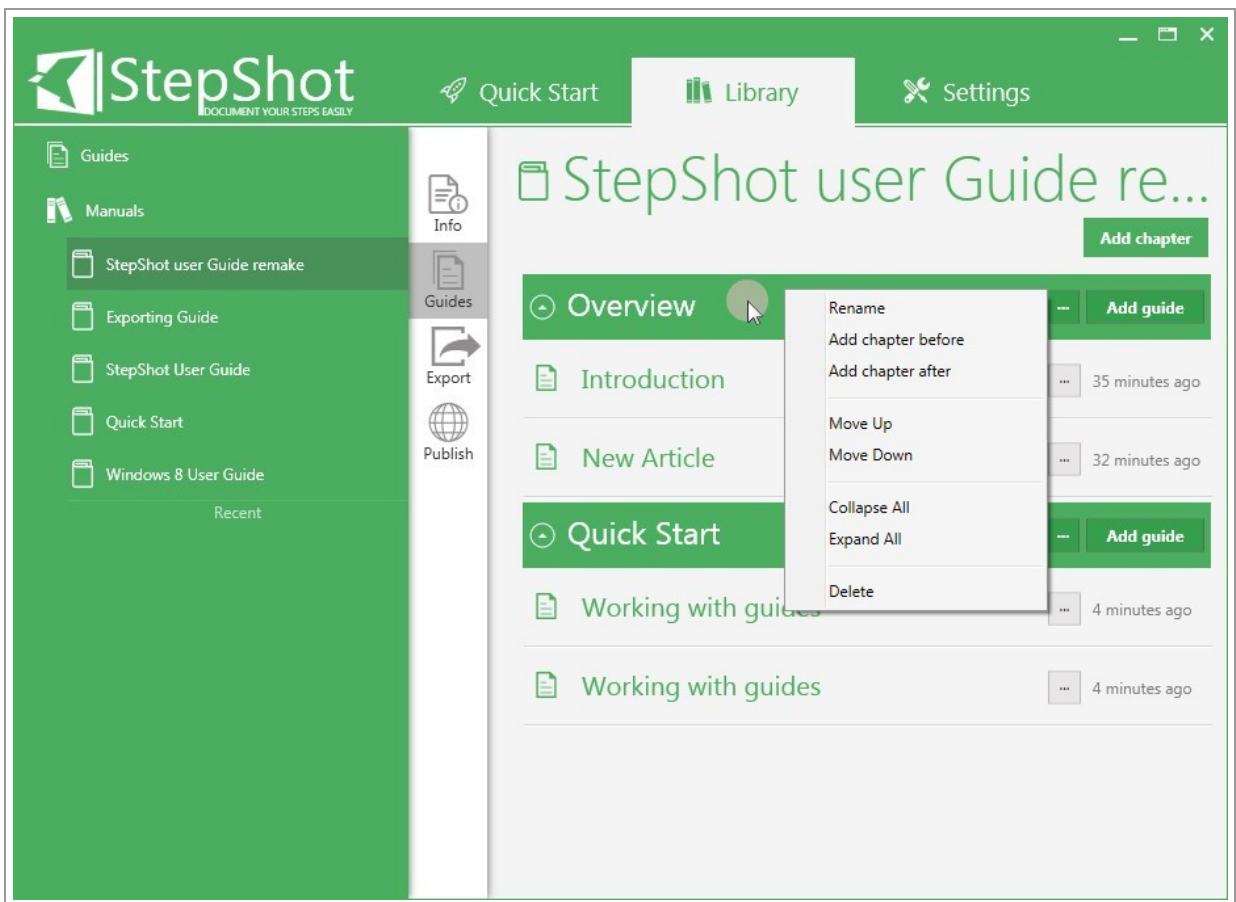 StepShot
DOCUMENT YOUR STEPS EASILY
Quick Start
Library
Settings
Guides
Manuals
StepShot user Guide remake
Exporting Guide
StepShot User Guide
Quick Start
Windows 8 User Guide
Recent
Info
Guides
Export
Publish
StepShot user Guide re...
Add chapter
Overview
... Add guide
Introduction
... 35 minutes ago
New Article
... 32 minutes ago
Quick Start
... Add guide
Working with guides
... 4 minutes ago
Working with guides
... 4 minutes ago
Rename
Add chapter before
Add chapter after
Move Up
Move Down
Collapse All
Expand All
Delete